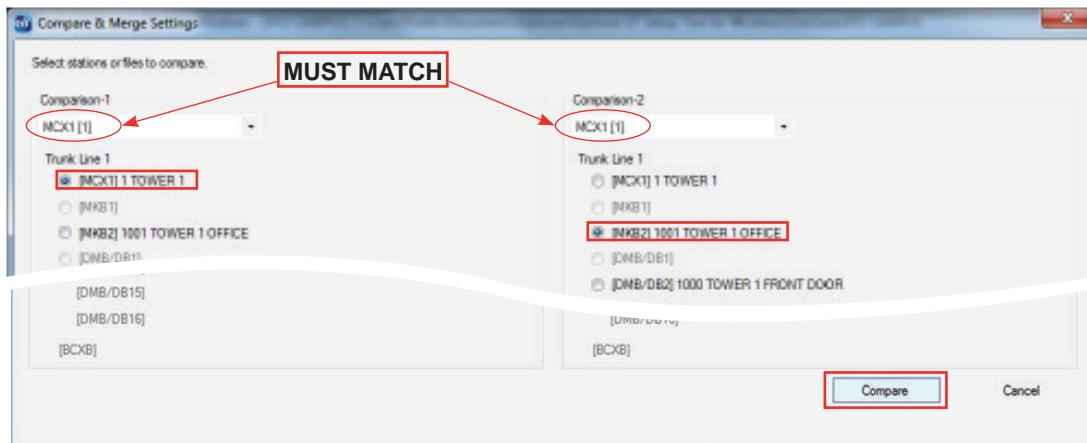 Compare & Merge Settings
Select stations or files to compare.
MUST MATCH
Comparison-1
MCX1 [1]
Trunk Line 1
[MCX1] 1 TOWER 1
[MKB1]
[MKB2] 1001 TOWER 1 OFFICE
[DMB/DB1]
[DMB/DB15]
[DMB/DB16]
[BCXB]
Comparison-2
MCX1 [1]
Trunk Line 1
[MCX1] 1 TOWER 1
[MKB1]
[MKB2] 1001 TOWER 1 OFFICE
[DMB/DB1]
[DMB/DB2] 1000 TOWER 1 FRONT DOOR
[BCXB]
Compare
Cancel